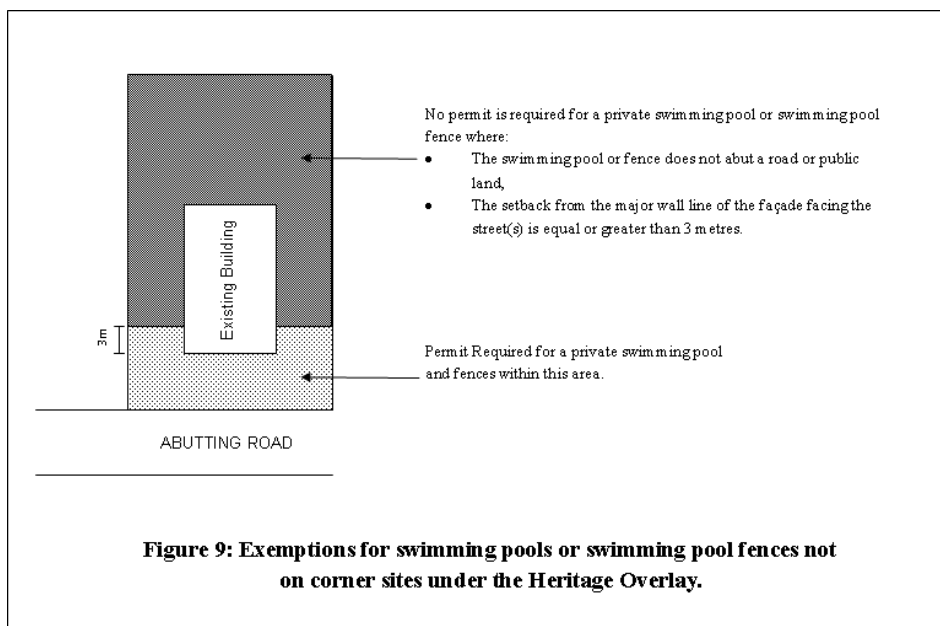 No permit is required for a private swimming pool or swimming pool
fence where:
• The swimming pool or fence does not abut a road or public
land,
• The setback from the major wall line of the façade facing the
street(s) is equal or greater than 3 metres.
Existing Building
3m
Permit Required for a private swimming pool
and fences within this area.
ABUTTING ROAD
Figure 9: Exemptions for swimming pools or swimming pool fences not
on corner sites under the Heritage Overlay.